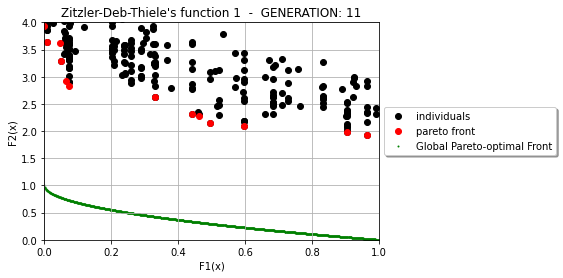 Zitzler-Deb-Thiele's function 1 - GENERATION: 11
4.0
3.5
3.0
2.5
2.0
1.5
1.0
0.5
0.0
F2(x)
0.0 0.2 0.4 0.6 0.8 1.0
F1(x)
individuals
pareto front
Global Pareto-optimal Front